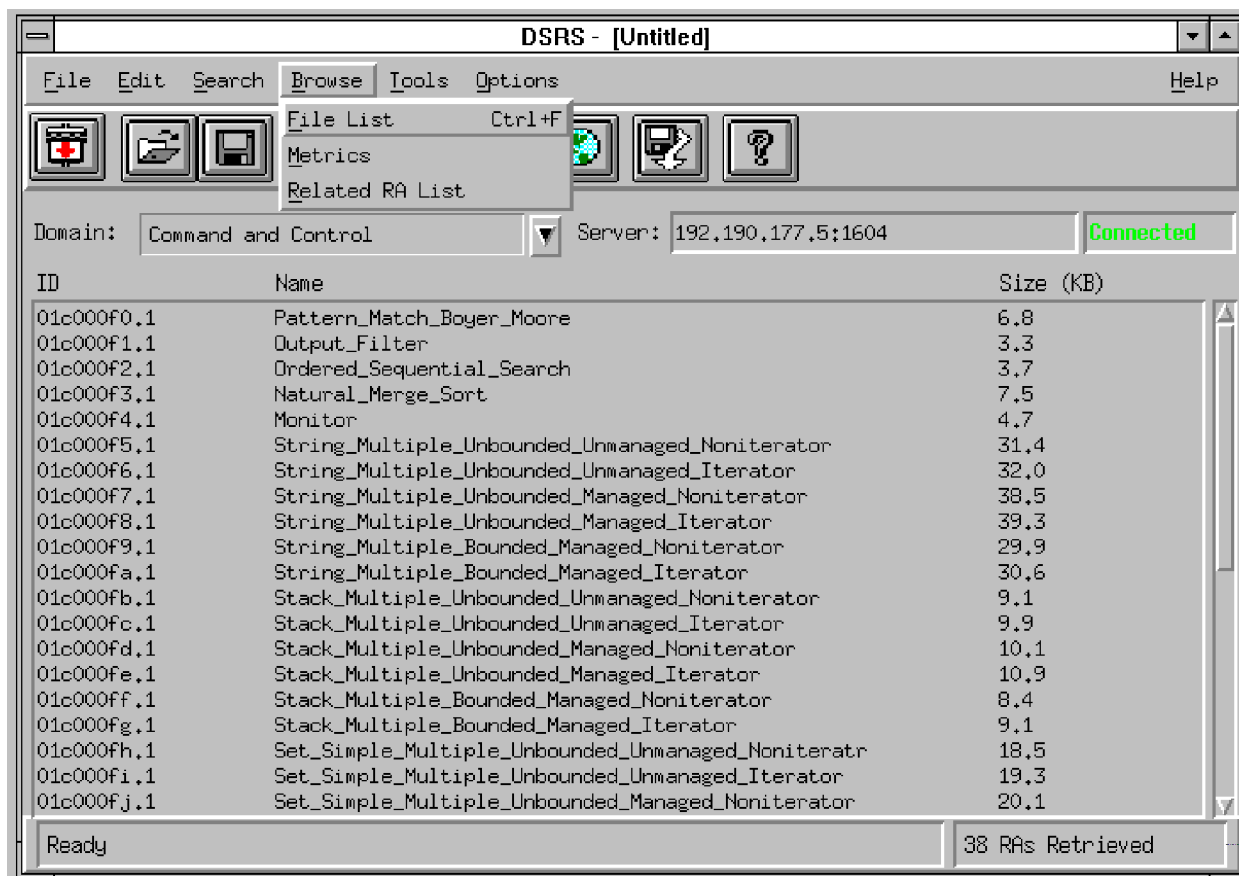 DSRS - [Untitled]
File Edit Search Browse Tools Options Help
File List Ctrl+F
Metrics
Related RA List
?
Domain: Command and Control Server: 192.190.177.5:1604 Connected
ID Name Size (KB)
01c000f0.1 Pattern_Match_Boyer_Moore 6.8
01c000f1.1 Output_Filter 3.3
01c000f2.1 Ordered_Sequential_Search 3.7
01c000f3.1 Natural_Merge_Sort 7.5
01c000f4.1 Monitor 4.7
01c000f5.1 String_Multiple_Unbounded_Unmanaged_Noniterator 31.4
01c000f6.1 String_Multiple_Unbounded_Unmanaged_Iterator 32.0
01c000f7.1 String_Multiple_Unbounded_Managed_Noniterator 38.5
01c000f8.1 String_Multiple_Unbounded_Managed_Iterator 39.3
01c000f9.1 String_Multiple_Bounded_Managed_Noniterator 29.9
01c000fa.1 String_Multiple_Bounded_Managed_Iterator 30.6
01c000fb.1 Stack_Multiple_Unbounded_Unmanaged_Noniterator 9.1
01c000fc.1 Stack_Multiple_Unbounded_Unmanaged_Iterator 9.9
01c000fd.1 Stack_Multiple_Unbounded_Managed_Noniterator 10.1
01c000fe.1 Stack_Multiple_Unbounded_Managed_Iterator 10.9
01c000ff.1 Stack_Multiple_Bounded_Managed_Noniterator 8.4
01c000fg.1 Stack_Multiple_Bounded_Managed_Iterator 9.1
01c000fh.1 Set_Simple_Multiple_Unbounded_Unmanaged_Noniteratr 18.5
01c000fi.1 Set_Simple_Multiple_Unbounded_Unmanaged_Iterator 19.3
01c000fj.1 Set_Simple_Multiple_Unbounded_Managed_Noniterator 20.1
Ready 38 RAs Retrieved